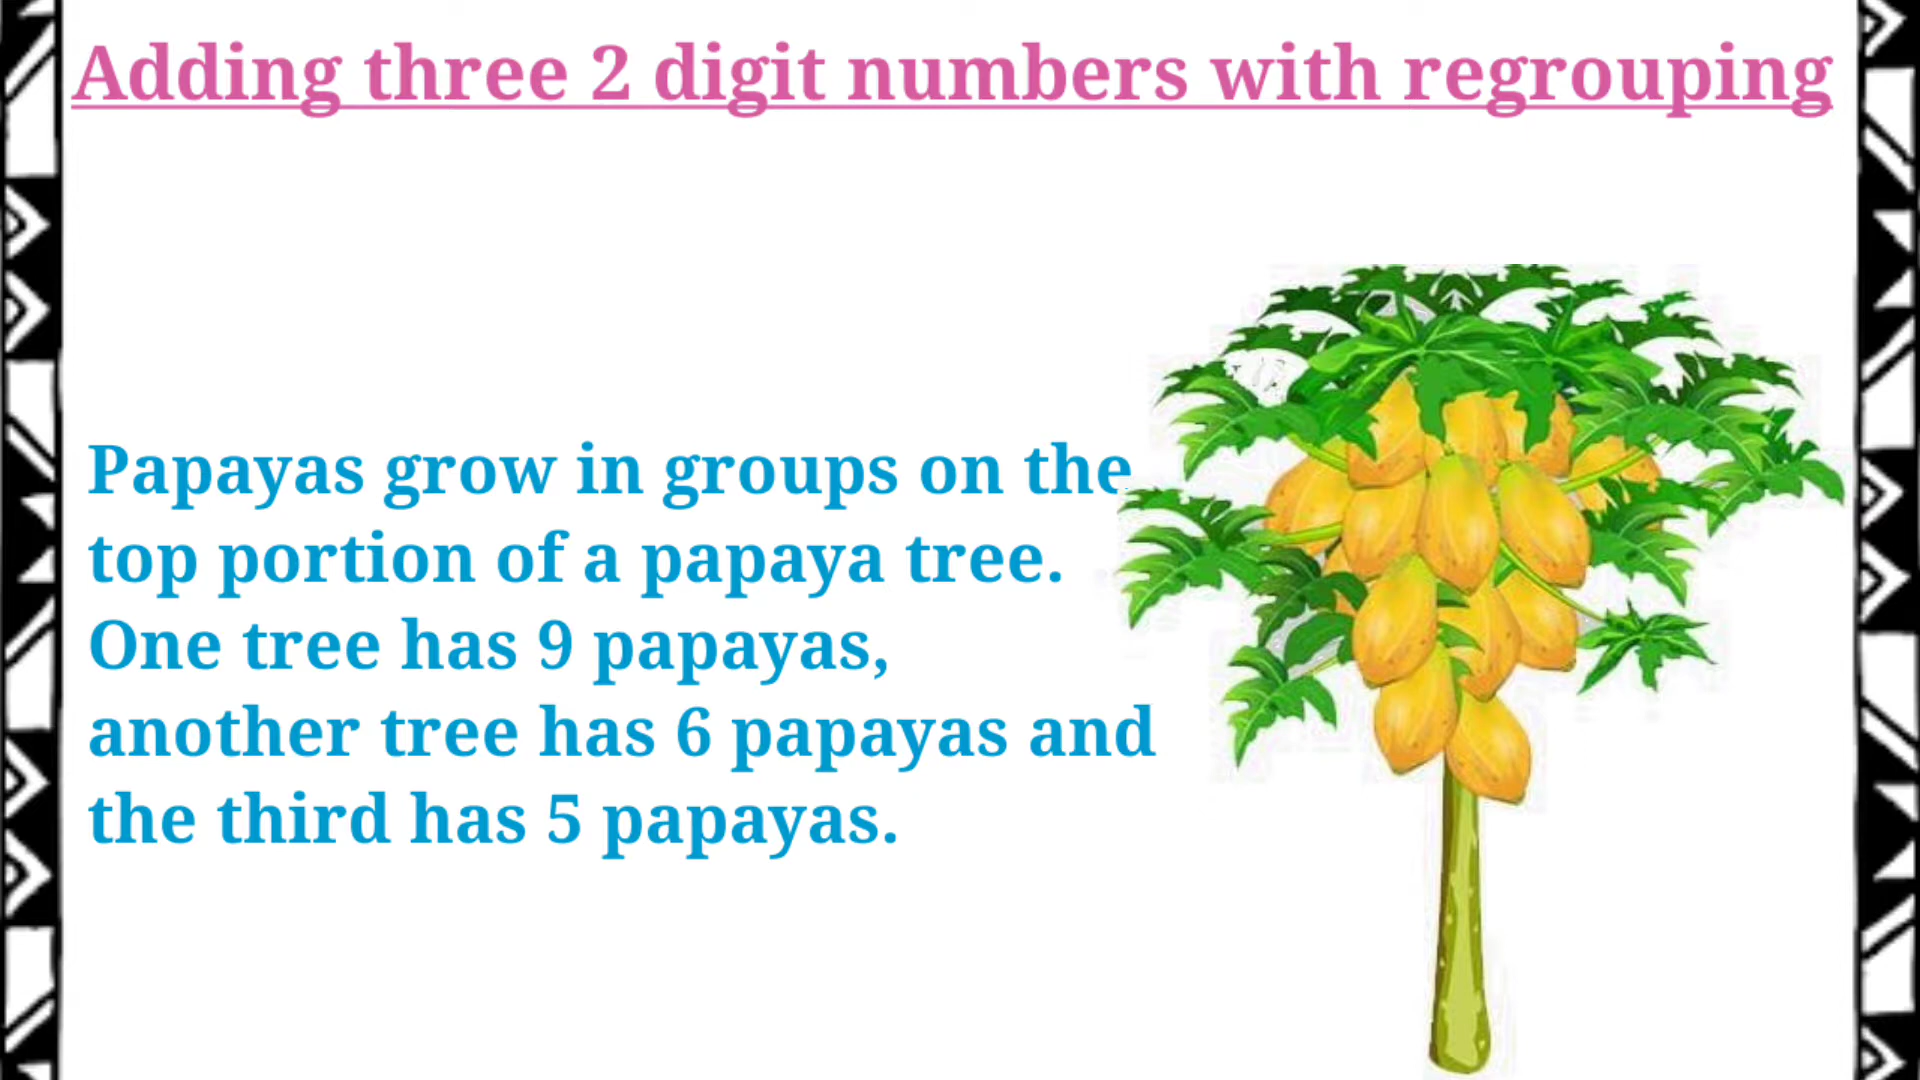 Adding three 2 digit numbers with regrouping
Papayas grow in groups on the
top portion of a papaya tree.
One tree has 9 papayas,
another tree has 6 papayas and
the third has 5 papayas.